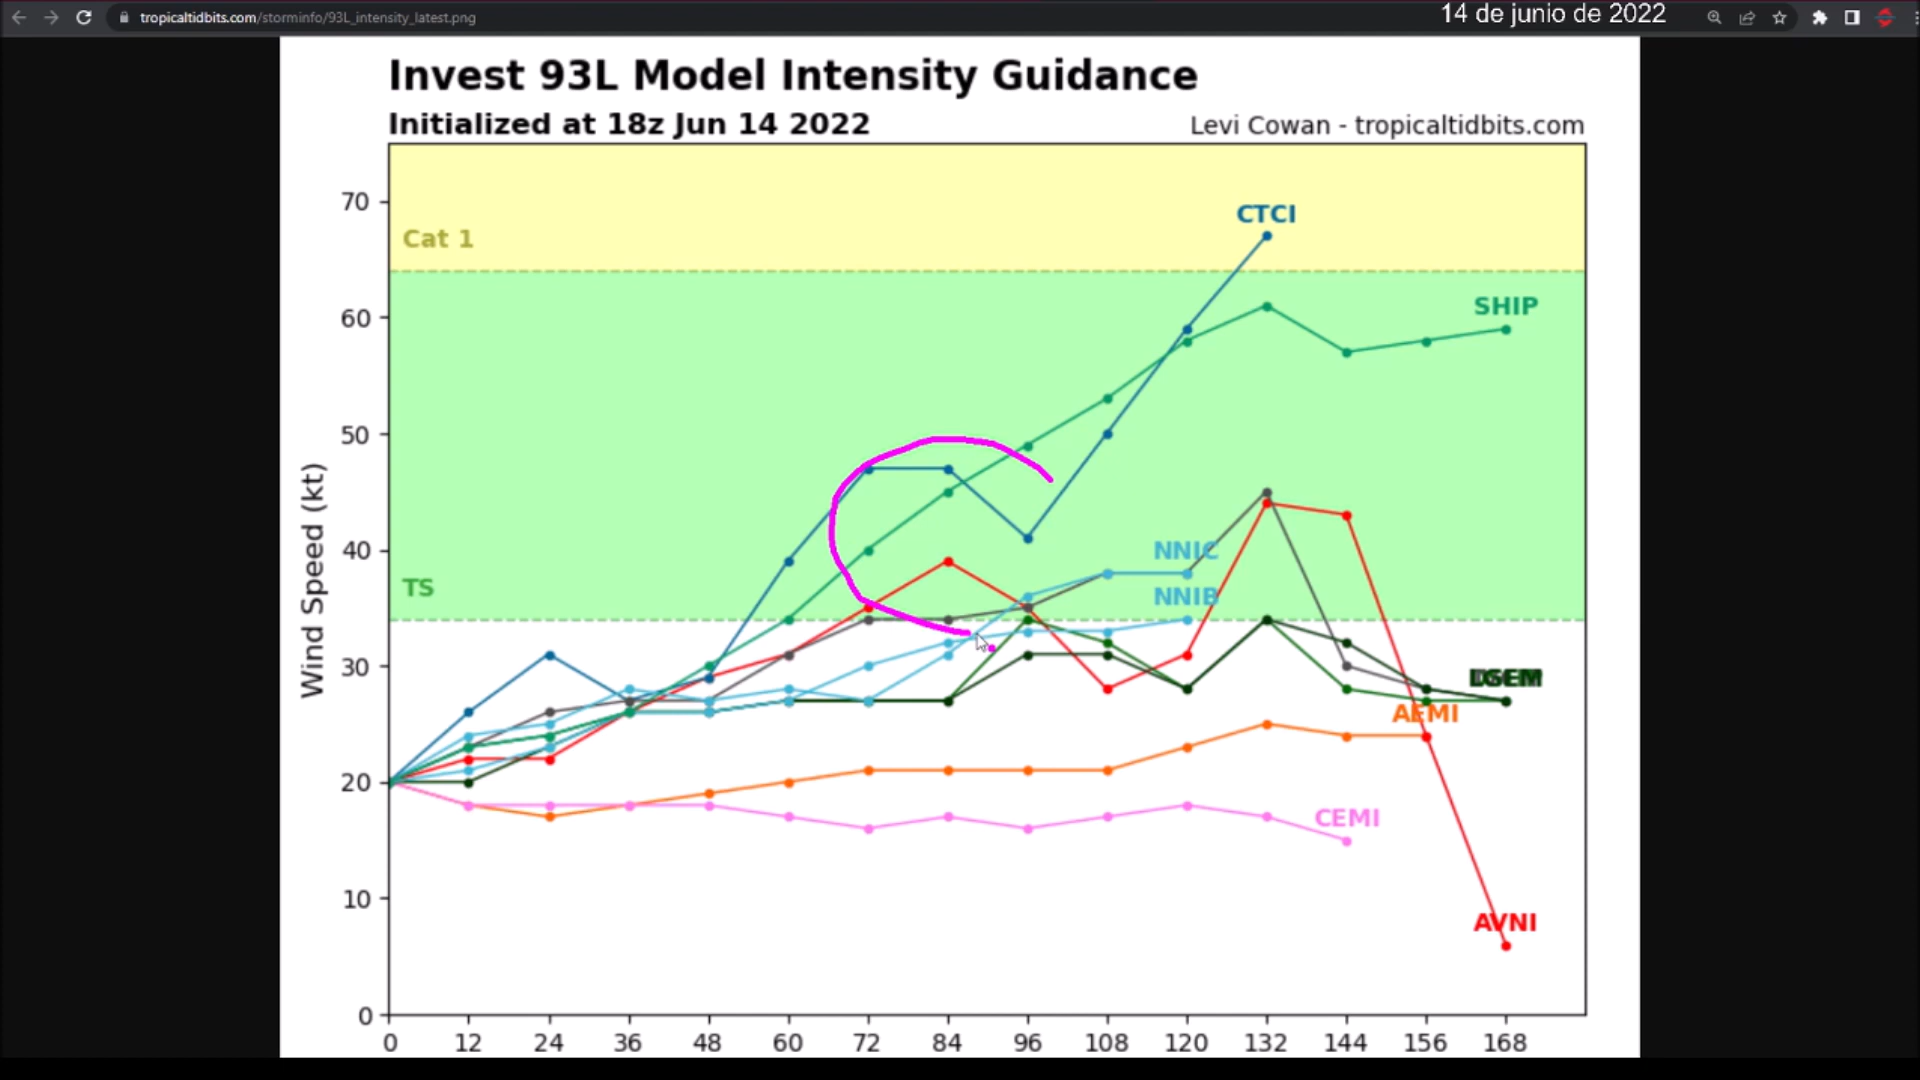 tropicaltidbits.com/storminfo/93L_intensity_latest.png
14 de junio de 2022
Invest 93L Model Intensity Guidance
Initialized at 18z Jun 14 2022
Levi Cowan - tropicaltidbits.com
70
Cat 1
CTCI
60
SHIP
50
Wind Speed (kt)
40
NNIC
TS
NNIB
30
LGEM
AEMI
20
CEMI
10
AVNI
0
0 12 24 36 48 60 72 84 96 108 120 132 144 156 168